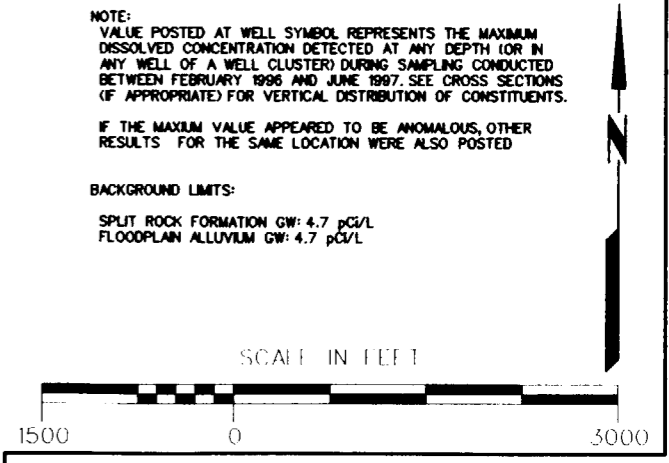 NOTE:
VALUE POSTED AT WELL SYMBOL REPRESENTS THE MAXIMUM
DISSOLVED CONCENTRATION DETECTED AT ANY DEPTH (OR IN
ANY WELL OF A WELL CLUSTER) DURING SAMPLING CONDUCTED
BETWEEN FEBRUARY 1996 AND JUNE 1997. SEE CROSS SECTIONS
(IF APPROPRIATE) FOR VERTICAL DISTRIBUTION OF CONSTITUENTS.
IF THE MAXIUM VALUE APPEARED TO BE ANOMALOUS, OTHER
RESULTS FOR THE SAME LOCATION WERE ALSO POSTED
N
BACKGROUND LIMITS:
SPLIT ROCK FORMATION GW: 4.7 pCi/L
FLOODPLAIN ALLUVIUM GW: 4.7 pCi/L
SCALE IN FEET
1500 0 3000